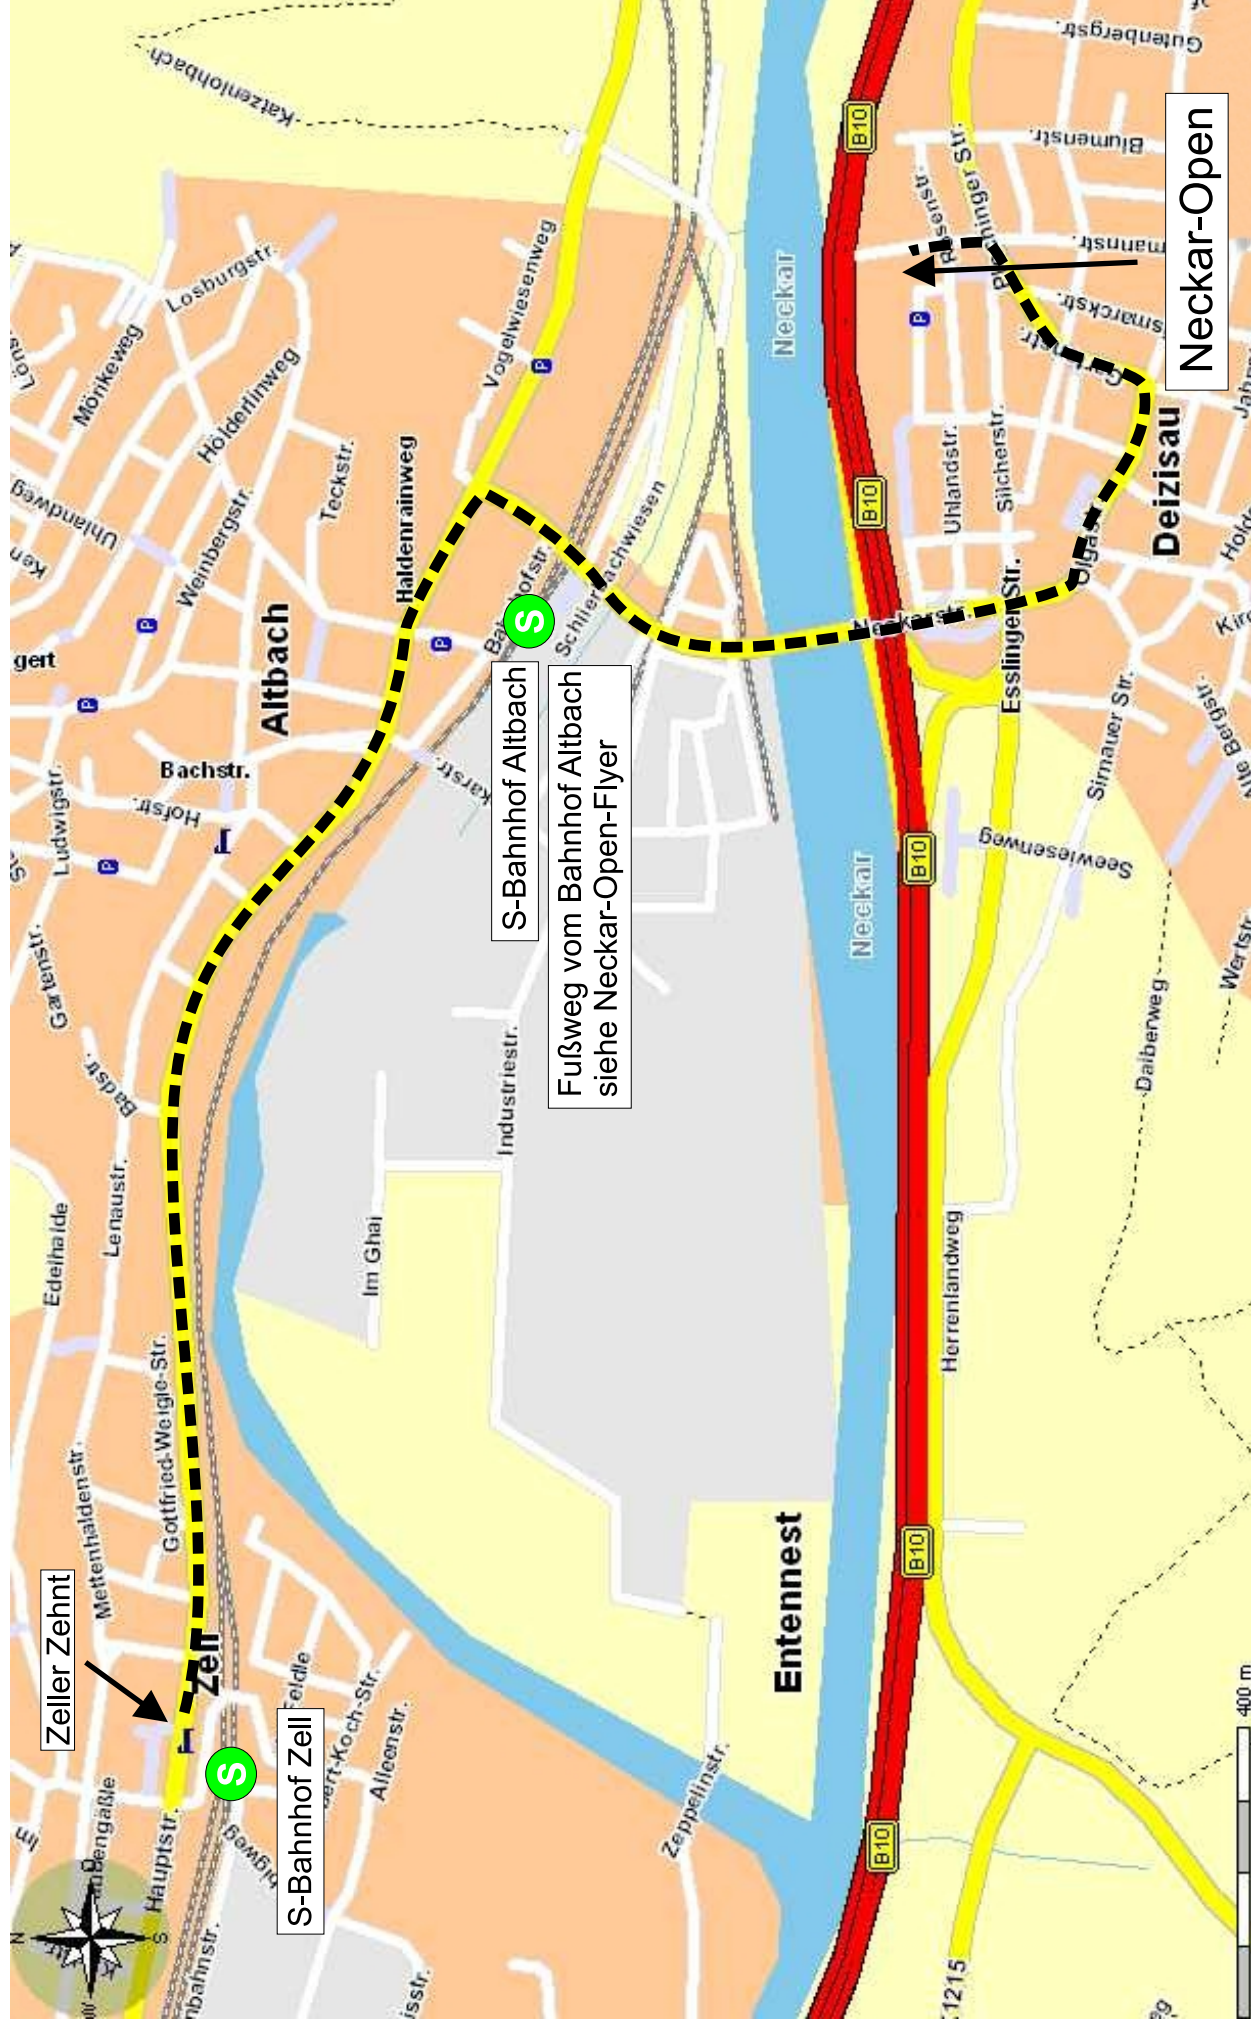 Zeller Zehnt
Zell
S
S-Bahnhof Zell
S
S-Bahnhof Altbach
Fußweg vom Bahnhof Altbach
siehe Neckar-Open-Flyer
Neckar-Open
Altbach
Deizisau
Entennest
Neckar
Neckar
B10
B10
B10
B10
B10
Hauptstr.
Mettenhaldenstr.
Gottfried-Weigle-Str.
Edelhalde
Lenaustr.
Badstr.
Gartenstr.
Ludwigstr.
Hofstr.
Bachstr.
gert
Uhlandweg
Weinbergstr.
Mörikeweg
Hölderlinweg
Losburgstr.
Teckstr.
Haldenrainweg
Vogelwiesenweg
Katzenlohbach
Industriestr.
Im Ghai
Zeppelinstr.
Alleenstr.
Herrenlandweg
Daiberweg
Seewiesenweg
Sirnauer Str.
Esslinger Str.
Uhlandstr.
Silcherstr.
Blumenstr.
Gutenbergstr.
Im
P
P
P
P
P
P
N
S
400 m